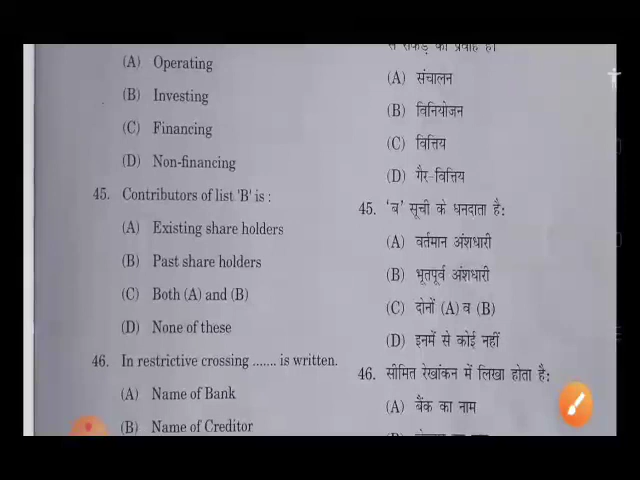 (A) Operating
(B) Investing
(C) Financing
(D) Non-financing
45. Contributors of list 'B' is :
(A) Existing share holders
(B) Past share holders
(C) Both (A) and (B)
(D) None of these
46. In restrictive crossing ....... is written.
(A) Name of Bank
(B) Name of Creditor
(A) संचालन
(B) विनियोजन
(C) वित्तिय
(D) गैर-वित्तिय
45. 'ब' सूची के धनदाता है:
(A) वर्तमान अंशधारी
(B) भूतपूर्व अंशधारी
(C) दोनों (A) व (B)
(D) इनमें से कोई नहीं
46. सीमित रेखांकन में लिखा होता है:
(A) बैंक का नाम